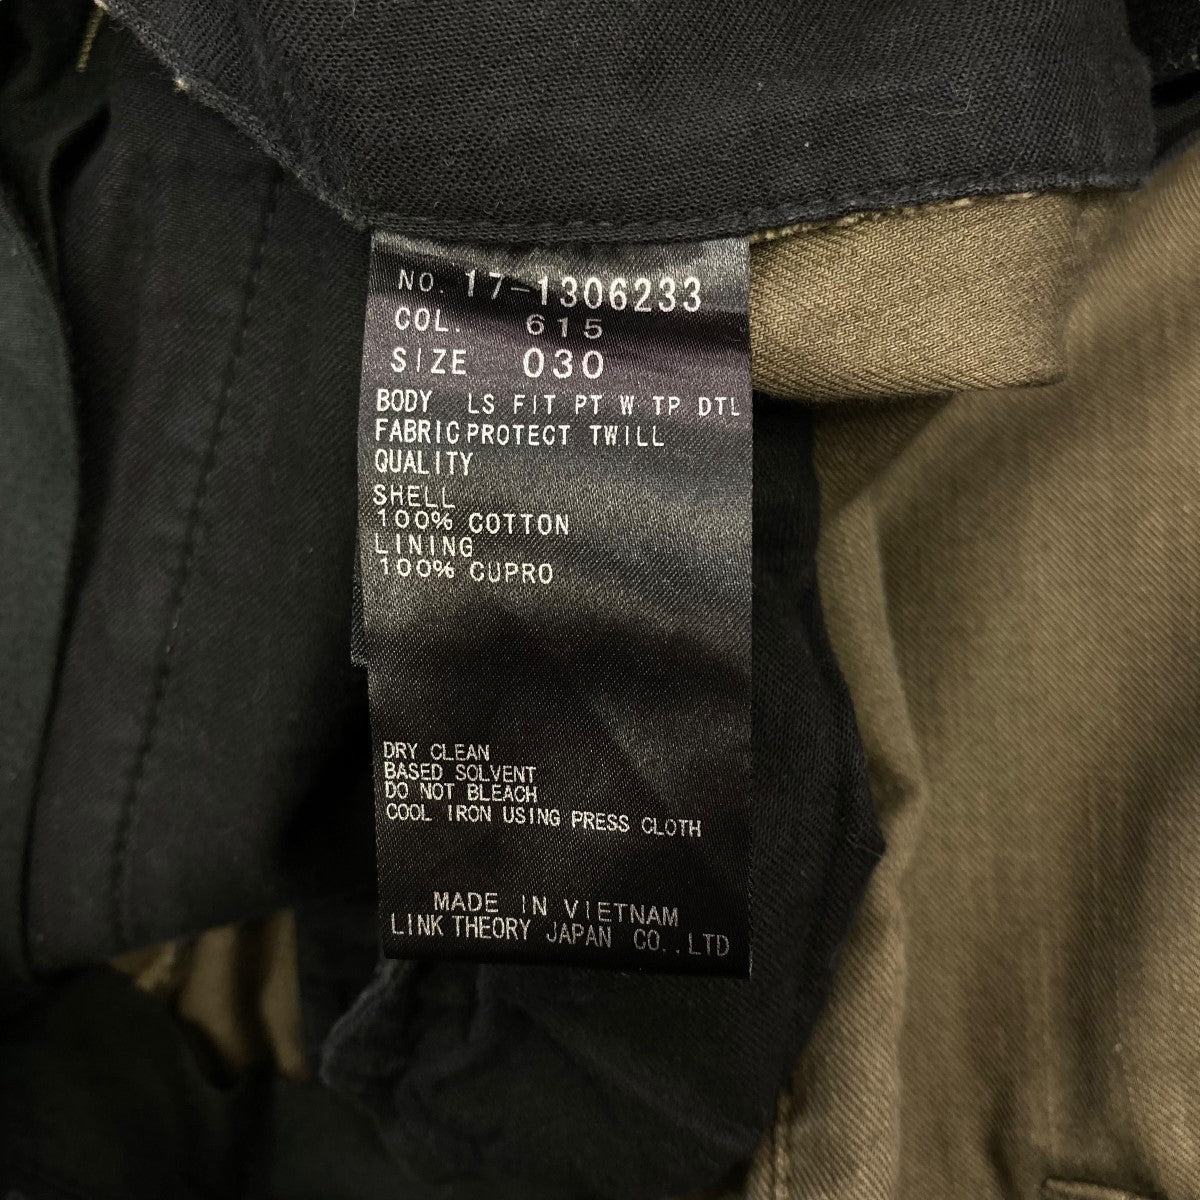 NO. 17-1306233
COL. 615
SIZE 030
BODY LS FIT PT W TP DTL
FABRIC PROTECT TWILL
QUALITY
SHELL
100% COTTON
LINING
100% CUPRO
DRY CLEAN
BASED SOLVENT
DO NOT BLEACH
COOL IRON USING PRESS CLOTH
MADE IN VIETNAM
LINK THEORY JAPAN CO.,LTD